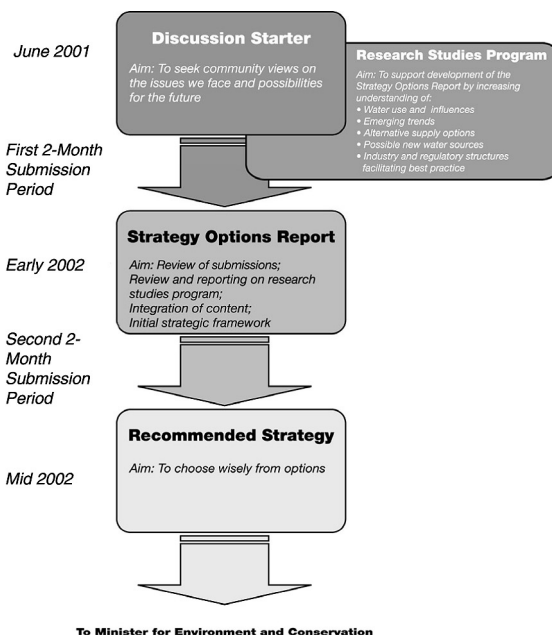 June 2001
Discussion Starter
Aim: To seek community views on
the issues we face and possibilities
for the future
Research Studies Program
Aim: To support development of the
Strategy Options Report by increasing
understanding of:
• Water use and influences
• Emerging trends
• Alternative supply options
• Possible new water sources
• Industry and regulatory structures
facilitating best practice
First 2-Month
Submission
Period
Strategy Options Report
Early 2002
Aim: Review of submissions;
Review and reporting on research
studies program;
Integration of content;
Initial strategic framework
Second 2-
Month
Submission
Period
Recommended Strategy
Mid 2002
Aim: To choose wisely from options
To Minister for Environment and Conservation